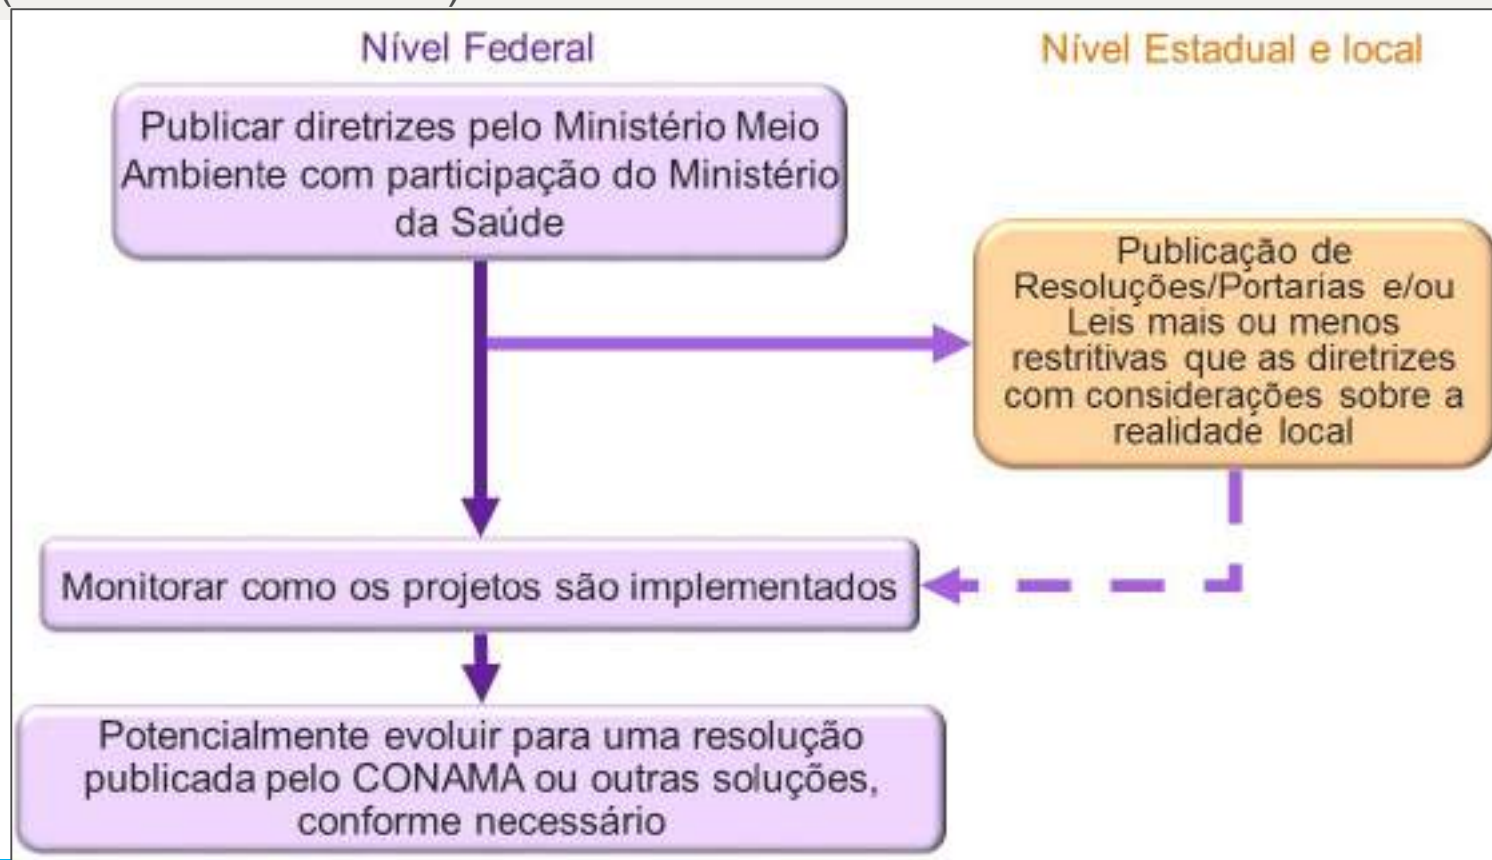 Nível Federal
Nível Estadual e local
Publicar diretrizes pelo Ministério Meio
Ambiente com participação do Ministério
da Saúde
Publicação de
Resoluções/Portarias e/ou
Leis mais ou menos
restritivas que as diretrizes
com considerações sobre a
realidade local
Monitorar como os projetos são implementados
Potencialmente evoluir para uma resolução
publicada pelo CONAMA ou outras soluções,
conforme necessário